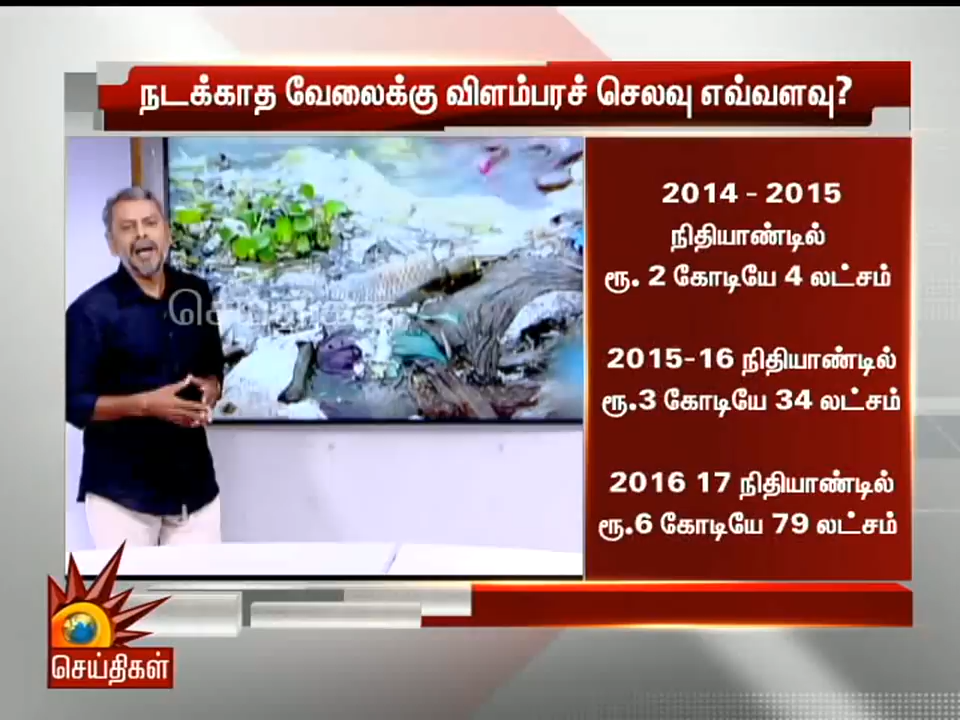 நடக்காத வேலைக்கு விளம்பரச் செலவு எவ்வளவு?
2014 - 2015
நிதியாண்டில்
ரூ. 2 கோடியே 4 லட்சம்
2015-16 நிதியாண்டில்
ரூ.3 கோடியே 34 லட்சம்
2016 17 நிதியாண்டில்
ரூ.6 கோடியே 79 லட்சம்
செய்திகள்